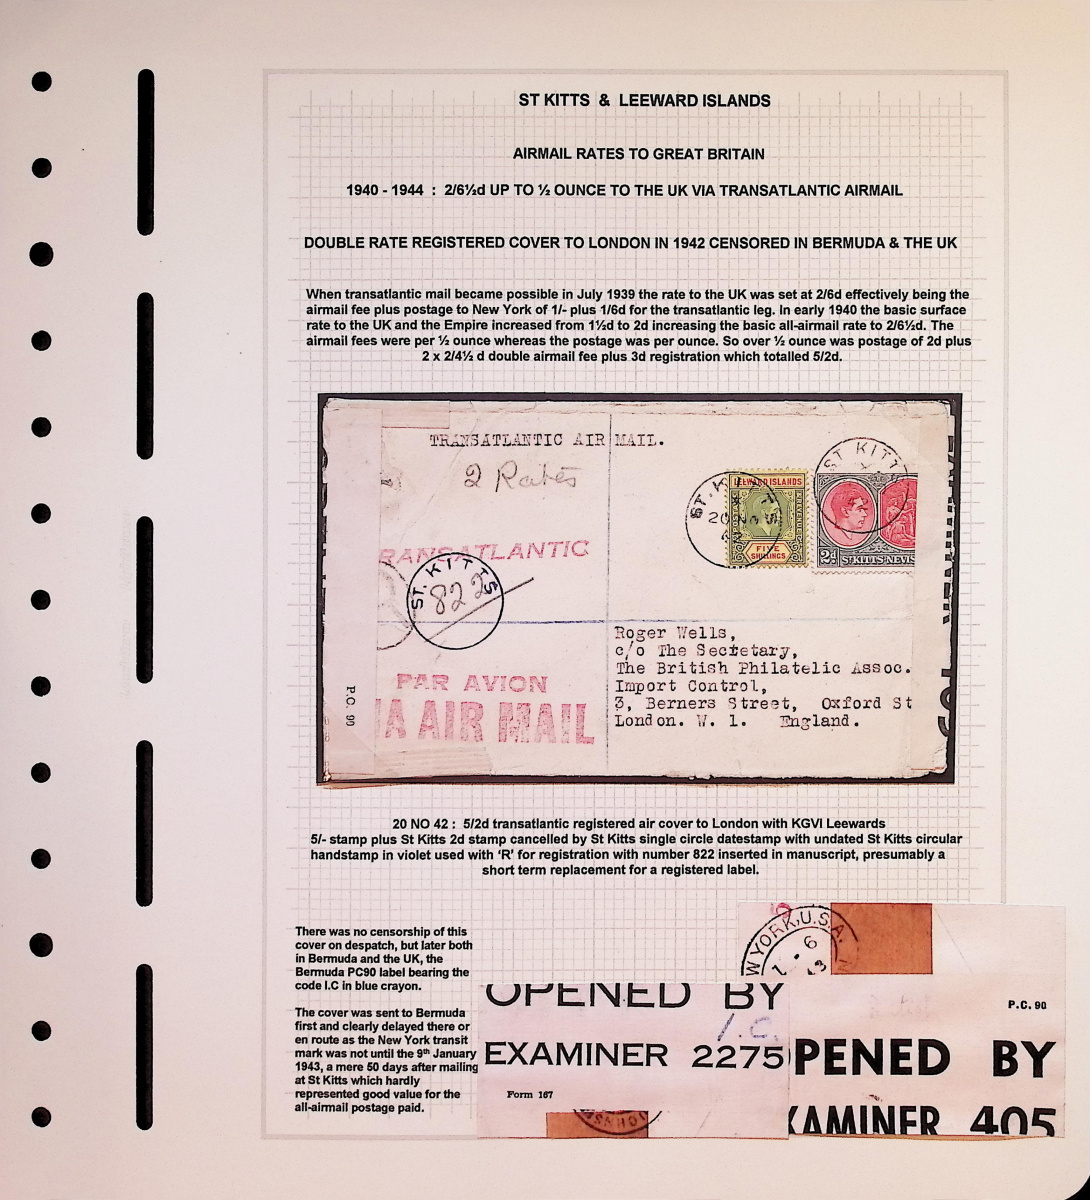 ST KITTS & LEEWARD ISLANDS
AIRMAIL RATES TO GREAT BRITAIN
1940 - 1944 : 2/6½d UP TO ½ OUNCE TO THE UK VIA TRANSATLANTIC AIRMAIL
DOUBLE RATE REGISTERED COVER TO LONDON IN 1942 CENSORED IN BERMUDA & THE UK
When transatlantic mail became possible in July 1939 the rate to the UK was set at 2/6d effectively being the
airmail fee plus postage to New York of 1/- plus 1/6d for the transatlantic leg. In early 1940 the basic surface
rate to the UK and the Empire increased from 1½d to 2d increasing the basic all-airmail rate to 2/6½d. The
airmail fees were per ½ ounce whereas the postage was per ounce. So over ½ ounce was postage of 2d plus
2 x 2/4½ d double airmail fee plus 3d registration which totalled 5/2d.
TRANSATLANTIC AIR MAIL.
2 Rates
ST. KITTS
20 NO
ST KITT
LEEWARD ISLANDS
FIVE
SHILLINGS
2d
ST KITTS-NEVIS
RANSATLANTIC
ST. KITTS
822
Roger Wells,
c/o The Secretary,
The British Philatelic Assoc.
Import Control,
3, Berners Street, Oxford St
London. W. 1. England.
PAR AVION
IA AIR MAIL
P.C. 90
20 NO 42 : 5/2d transatlantic registered air cover to London with KGVI Leewards
5/- stamp plus St Kitts 2d stamp cancelled by St Kitts single circle datestamp with undated St Kitts circular
handstamp in violet used with ‘R’ for registration with number 822 inserted in manuscript, presumably a
short term replacement for a registered label.
There was no censorship of this
cover on despatch, but later both
in Bermuda and the UK, the
Bermuda PC90 label bearing the
code I.C in blue crayon.
The cover was sent to Bermuda
first and clearly delayed there or
en route as the New York transit
mark was not until the 9th January
1943, a mere 50 days after mailing
at St Kitts which hardly
represented good value for the
all-airmail postage paid.
W YORK, U.S.A.
OPENED BY
I.C.
EXAMINER 2275
Form 167
P.C. 90
PENED BY
XAMINER 405